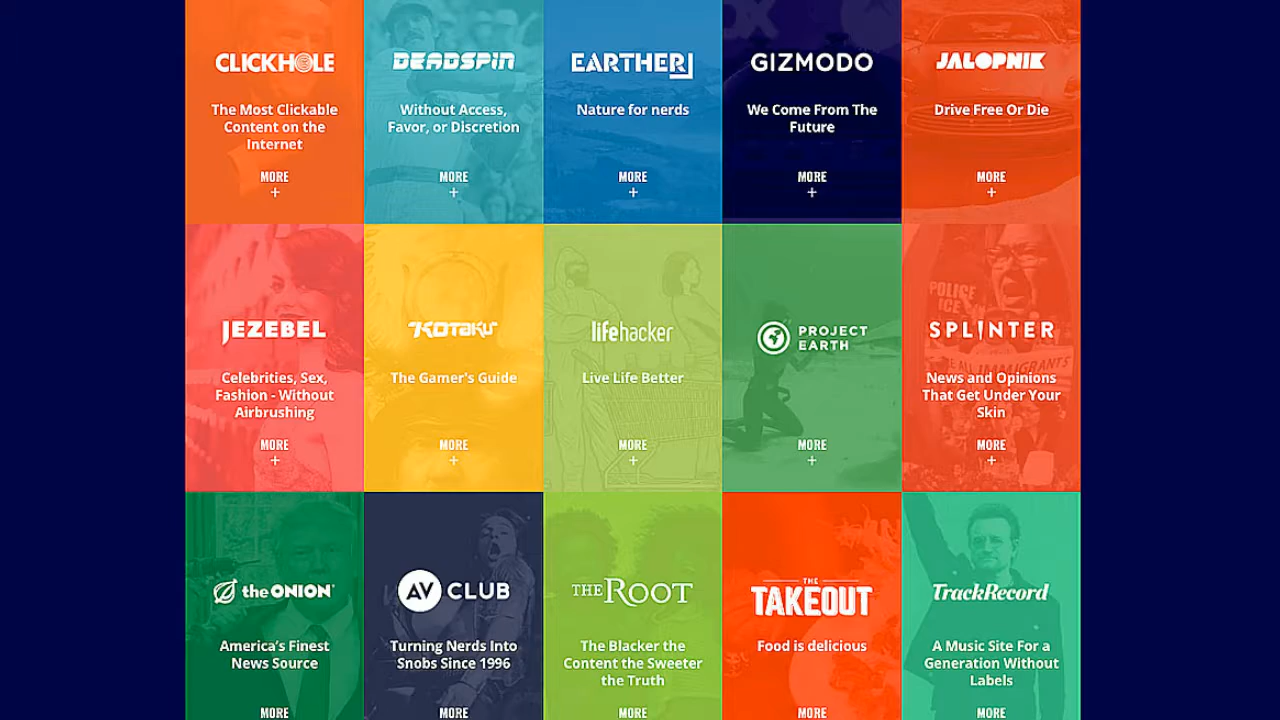 CLICKHOLE
The Most Clickable
Content on the
Internet
MORE
+
DEADSPIN
Without Access,
Favor, or Discretion
MORE
+
EARTHER
Nature for nerds
MORE
+
GIZMODO
We Come From The
Future
MORE
+
JALOPNIK
Drive Free Or Die
MORE
+
JEZEBEL
Celebrities, Sex,
Fashion - Without
Airbrushing
MORE
+
KOTAKU
The Gamer's Guide
MORE
+
lifehacker
Live Life Better
MORE
+
PROJECT
EARTH
MORE
+
POLICE
ICE
IMMIGRANTS
SPLINTER
News and Opinions
That Get Under Your
Skin
MORE
+
the ONION®
America’s Finest
News Source
MORE
AV CLUB
Turning Nerds Into
Snobs Since 1996
MORE
THE ROOT
The Blacker the
Content the Sweeter
the Truth
MORE
THE
TAKEOUT
Food is delicious
MORE
TrackRecord
A Music Site For a
Generation Without
Labels
MORE